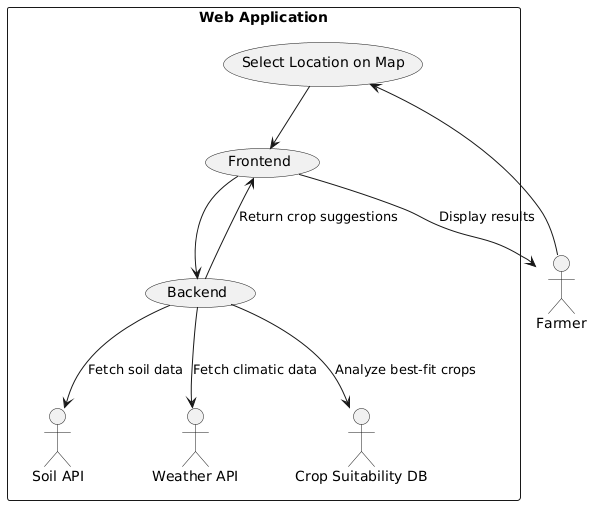 Web Application
Select Location on Map
Frontend
Return crop suggestions
Display results
Backend
Farmer
Fetch soil data
Fetch climatic data
Analyze best-fit crops
Soil API
Weather API
Crop Suitability DB